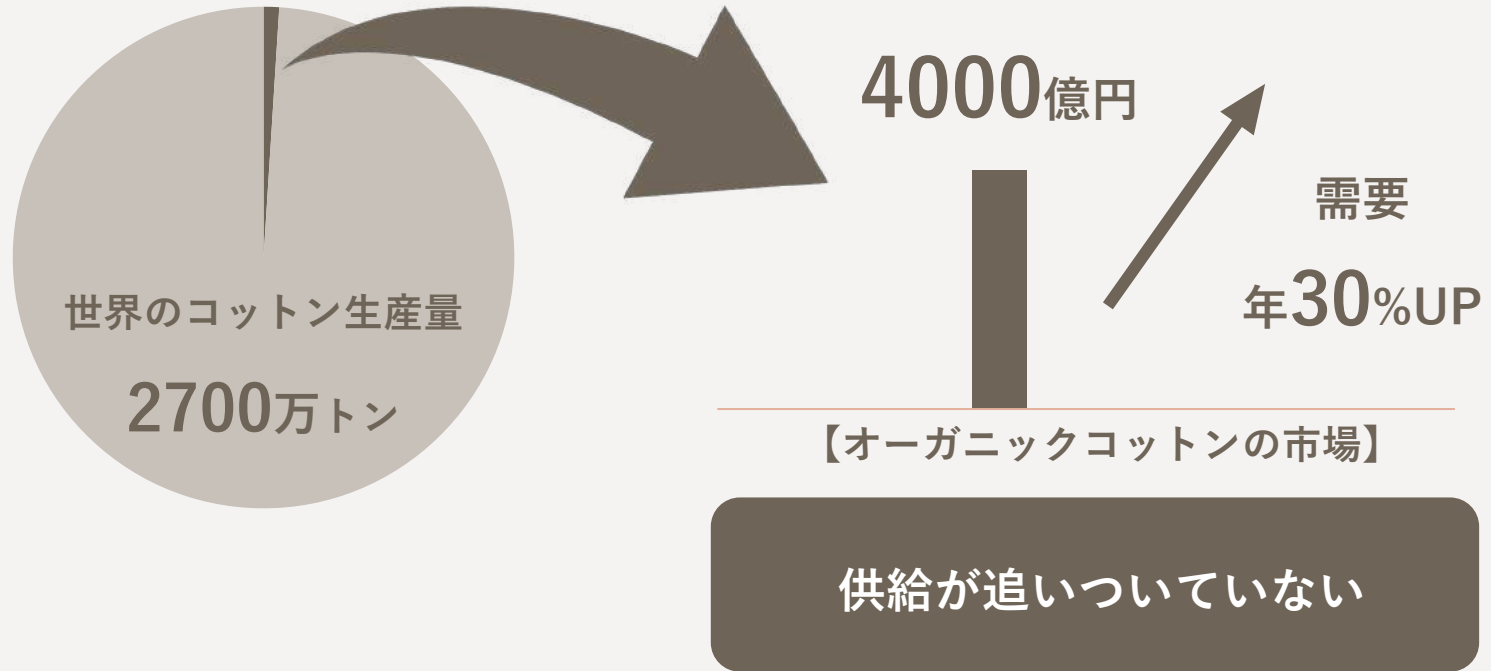 世界のコットン生産量
2700万トン
4000億円
需要
年30%UP
【オーガニックコットンの市場】
供給が追いついていない